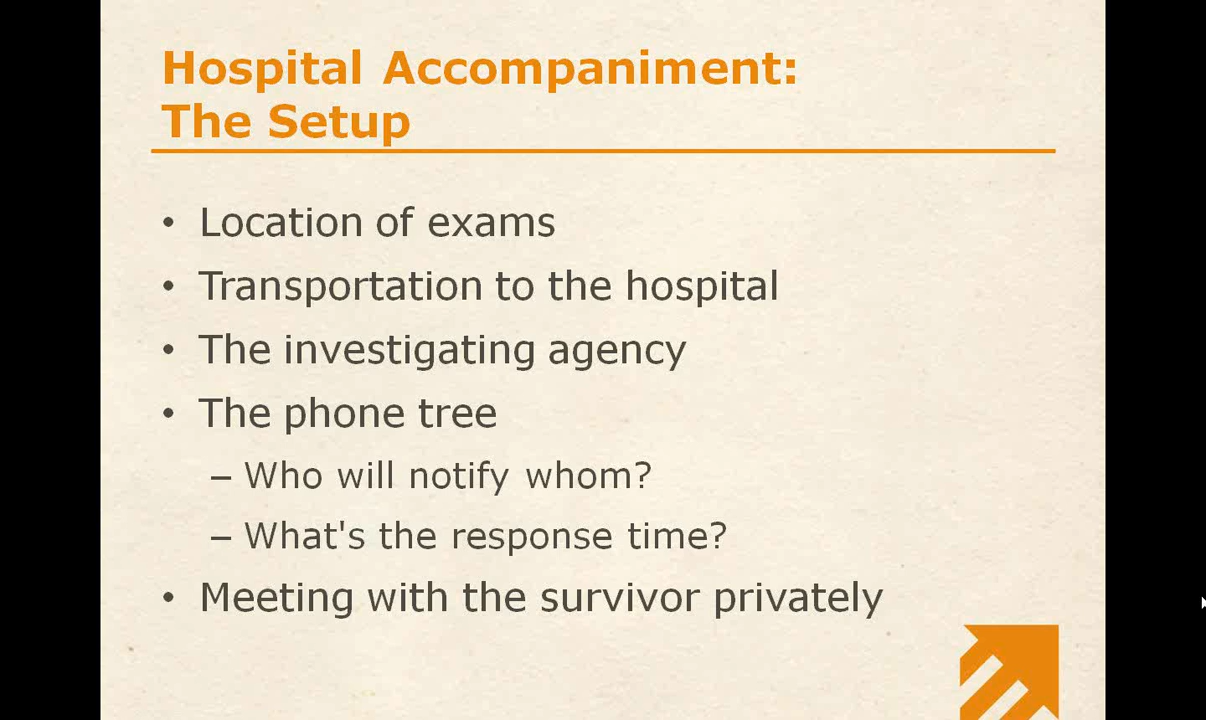 Hospital Accompaniment:
The Setup
• Location of exams
• Transportation to the hospital
• The investigating agency
• The phone tree
– Who will notify whom?
– What's the response time?
• Meeting with the survivor privately